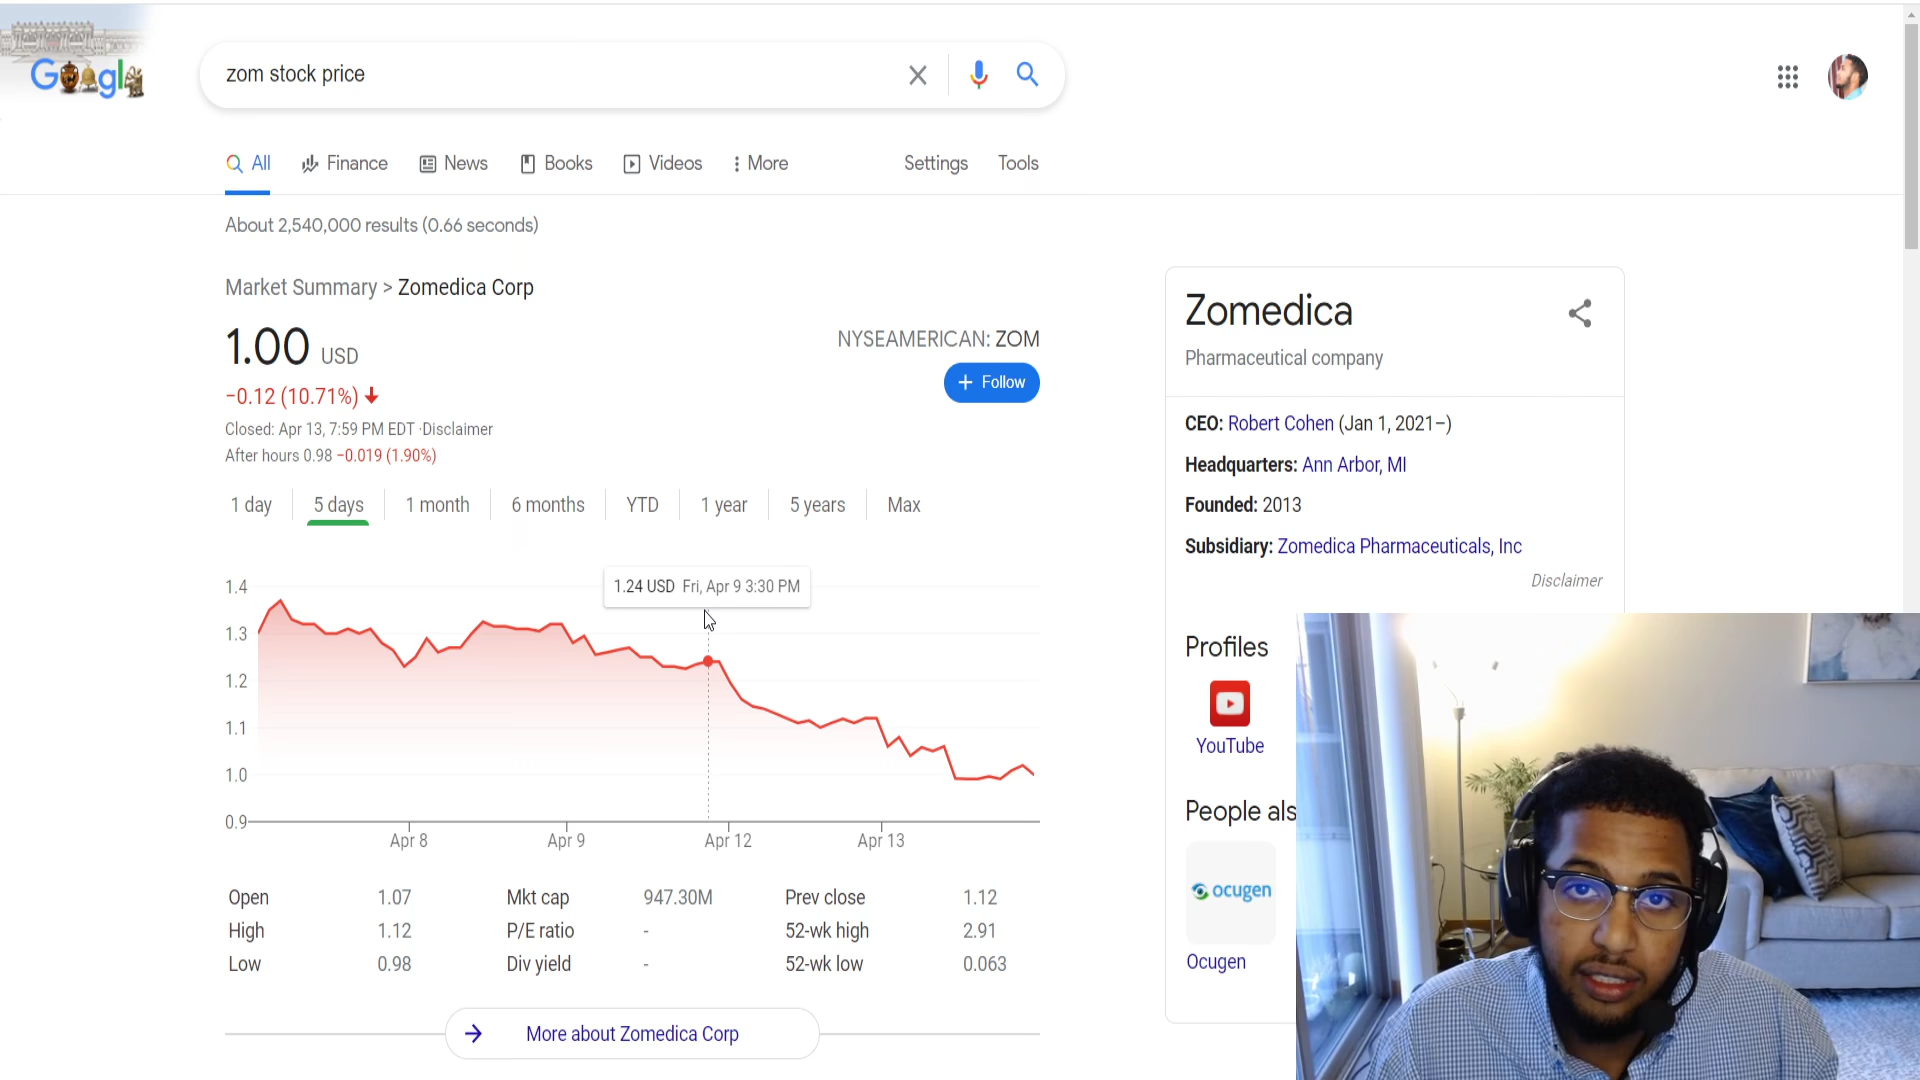 Google
zom stock price
All
Finance
News
Books
Videos
More
Settings
Tools
About 2,540,000 results (0.66 seconds)
Market Summary > Zomedica Corp
1.00 USD
NYSEAMERICAN: ZOM
−0.12 (10.71%)
+ Follow
Closed: Apr 13, 7:59 PM EDT ·Disclaimer
After hours 0.98 −0.019 (1.90%)
1 day
5 days
1 month
6 months
YTD
1 year
5 years
Max
1.24 USD Fri, Apr 9 3:30 PM
1.4
1.3
1.2
1.1
1.0
0.9
Apr 8
Apr 9
Apr 12
Apr 13
Open 1.07 Mkt cap 947.30M Prev close 1.12
High 1.12 P/E ratio - 52-wk high 2.91
Low 0.98 Div yield - 52-wk low 0.063
More about Zomedica Corp
Zomedica
Pharmaceutical company
CEO: Robert Cohen (Jan 1, 2021–)
Headquarters: Ann Arbor, MI
Founded: 2013
Subsidiary: Zomedica Pharmaceuticals, Inc
Disclaimer
Profiles
YouTube
People als
ocugen
Ocugen